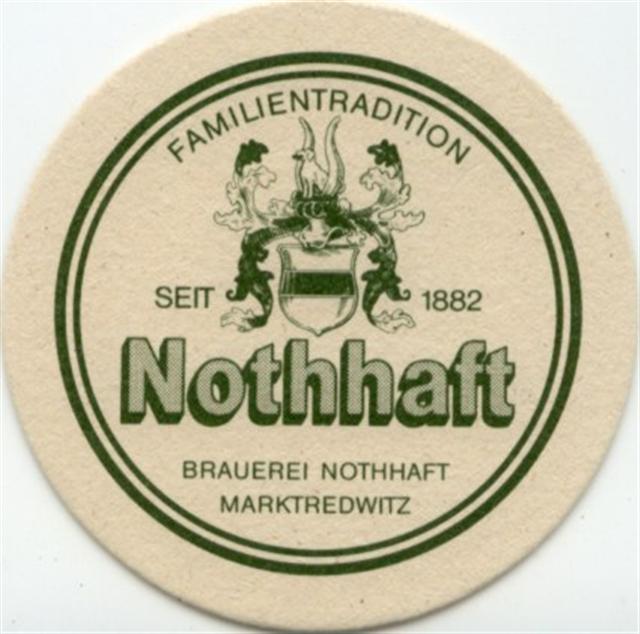 FAMILIENTRADITION
SEIT 1882
Nothhaft
BRAUEREI NOTHHAFT
MARKTREDWITZ